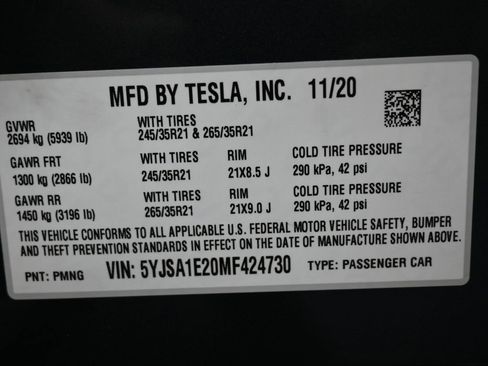 MFD BY TESLA, INC. 11/20
GVWR WITH TIRES
2694 kg (5939 lb) 245/35R21 & 265/35R21
GAWR FRT WITH TIRES RIM COLD TIRE PRESSURE
1300 kg (2866 lb) 245/35R21 21X8.5 J 290 kPa, 42 psi
GAWR RR WITH TIRES RIM COLD TIRE PRESSURE
1450 kg (3196 lb) 265/35R21 21X9.0 J 290 kPa, 42 psi
THIS VEHICLE CONFORMS TO ALL APPLICABLE U.S. FEDERAL MOTOR VEHICLE SAFETY, BUMPER
AND THEFT PREVENTION STANDARDS IN EFFECT ON THE DATE OF MANUFACTURE SHOWN ABOVE.
PNT: PMNG VIN: 5YJSA1E20MF424730 TYPE: PASSENGER CAR